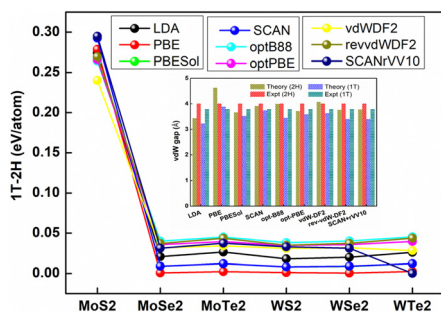 LDA
PBE
PBESol
SCAN
optB88
optPBE
vdWDF2
revvdWDF2
SCANrVV10
0.30
0.25
0.20
0.15
0.10
0.05
0.00
1T-2H (eV/atom)
Theory (2H) Theory (1T)
Expt (2H) Expt (1T)
vdW gap (Å)
5
4
3
2
1
0
LDA
PBE
PBESol
SCAN
opt-B88
opt-PBE
vdW-DF2
rev-vdW-DF2
SCAN+rVV10
MoS2 MoSe2 MoTe2 WS2 WSe2 WTe2